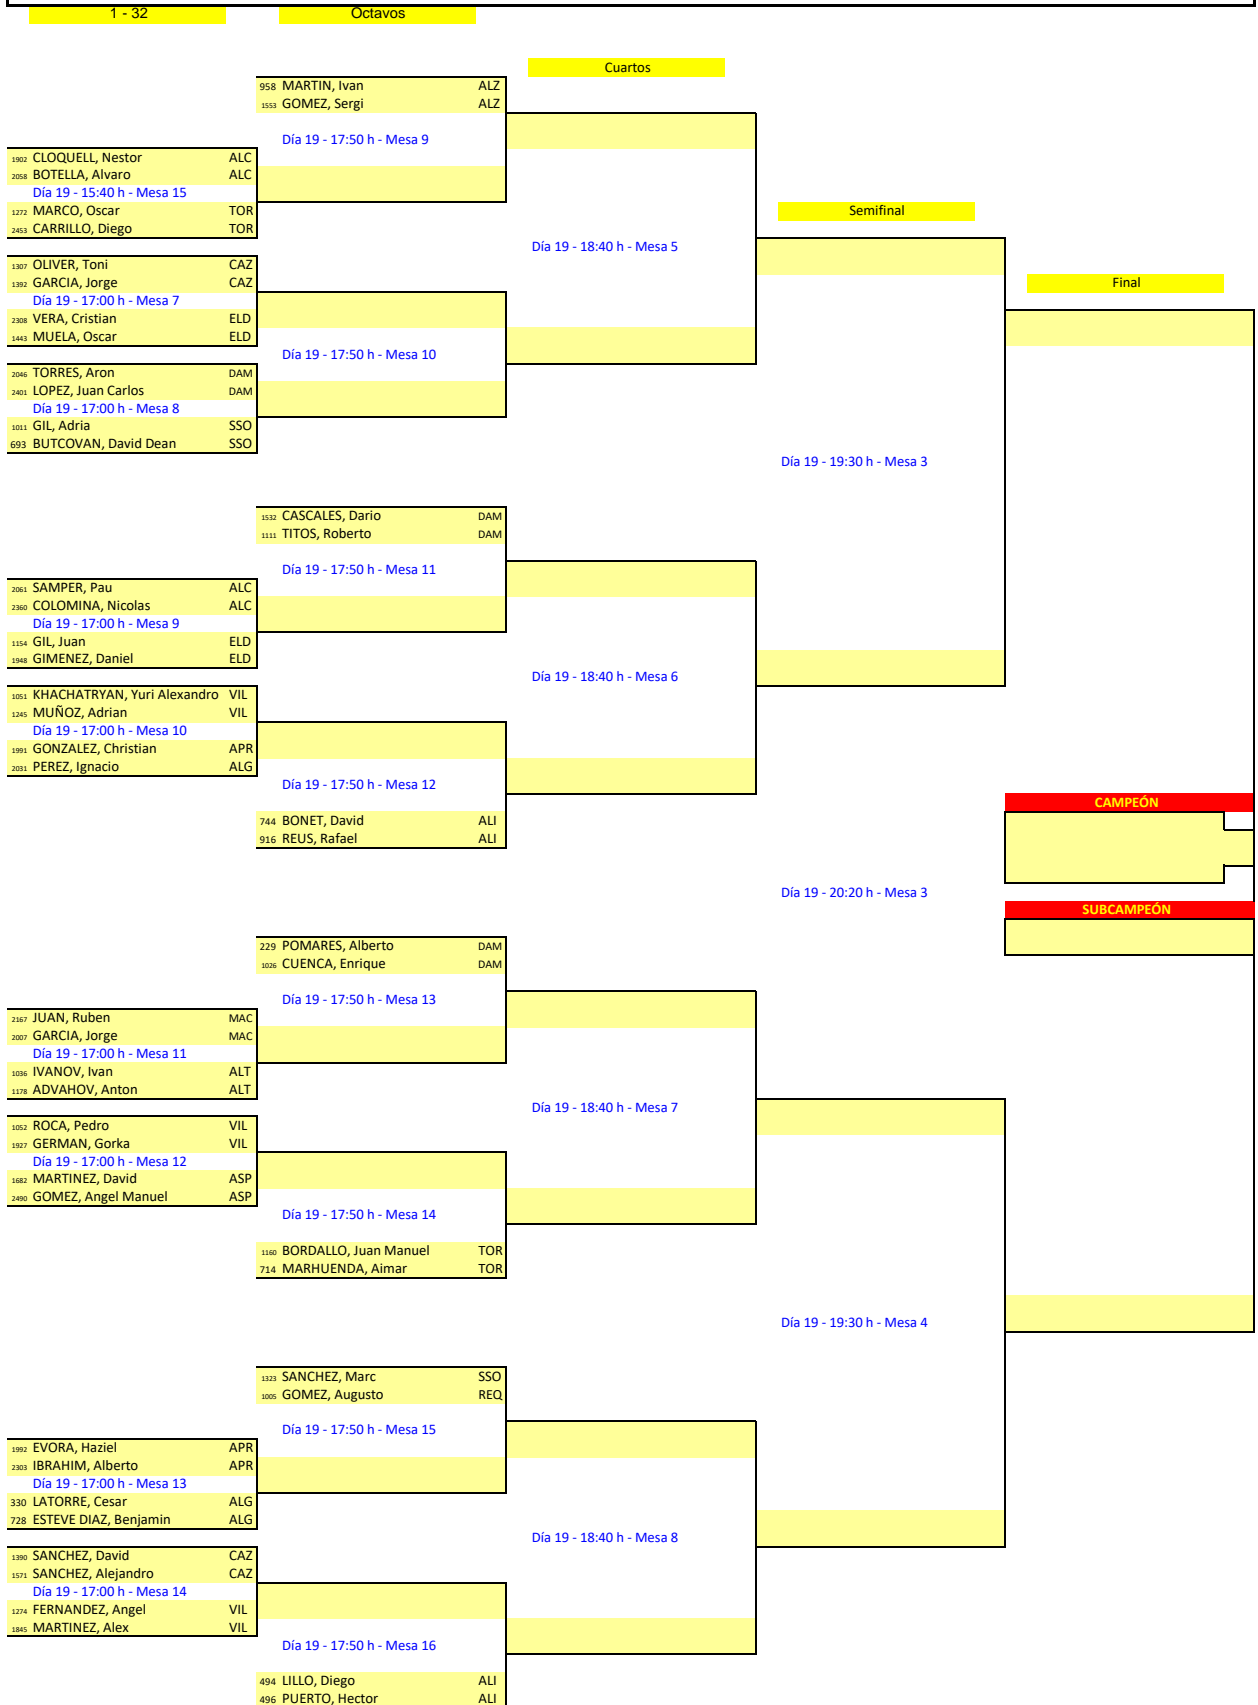 1 - 32 Octavos
Cuartos
958 MARTIN, Ivan ALZ
1553 GOMEZ, Sergi ALZ
Día 19 - 17:50 h - Mesa 9
1902 CLOQUELL, Nestor ALC
2058 BOTELLA, Alvaro ALC
Día 19 - 15:40 h - Mesa 15
1272 MARCO, Oscar TOR
2453 CARRILLO, Diego TOR
Semifinal
Día 19 - 18:40 h - Mesa 5
1307 OLIVER, Toni CAZ
1392 GARCIA, Jorge CAZ
Final
Día 19 - 17:00 h - Mesa 7
2308 VERA, Cristian ELD
1443 MUELA, Oscar ELD
Día 19 - 17:50 h - Mesa 10
2046 TORRES, Aron DAM
2401 LOPEZ, Juan Carlos DAM
Día 19 - 17:00 h - Mesa 8
1011 GIL, Adria SSO
693 BUTCOVAN, David Dean SSO
Día 19 - 19:30 h - Mesa 3
1532 CASCALES, Dario DAM
1111 TITOS, Roberto DAM
Día 19 - 17:50 h - Mesa 11
2061 SAMPER, Pau ALC
2360 COLOMINA, Nicolas ALC
Día 19 - 17:00 h - Mesa 9
1154 GIL, Juan ELD
1948 GIMENEZ, Daniel ELD
Día 19 - 18:40 h - Mesa 6
1051 KHACHATRYAN, Yuri Alexandro VIL
1245 MUÑOZ, Adrian VIL
Día 19 - 17:00 h - Mesa 10
1991 GONZALEZ, Christian APR
2031 PEREZ, Ignacio ALG
Día 19 - 17:50 h - Mesa 12
CAMPEÓN
744 BONET, David ALI
916 REUS, Rafael ALI
Día 19 - 20:20 h - Mesa 3
SUBCAMPEÓN
229 POMARES, Alberto DAM
1026 CUENCA, Enrique DAM
Día 19 - 17:50 h - Mesa 13
2167 JUAN, Ruben MAC
2007 GARCIA, Jorge MAC
Día 19 - 17:00 h - Mesa 11
1036 IVANOV, Ivan ALT
1178 ADVAHOV, Anton ALT
Día 19 - 18:40 h - Mesa 7
1052 ROCA, Pedro VIL
1927 GERMAN, Gorka VIL
Día 19 - 17:00 h - Mesa 12
1682 MARTINEZ, David ASP
2490 GOMEZ, Angel Manuel ASP
Día 19 - 17:50 h - Mesa 14
1160 BORDALLO, Juan Manuel TOR
714 MARHUENDA, Aimar TOR
Día 19 - 19:30 h - Mesa 4
1323 SANCHEZ, Marc SSO
1005 GOMEZ, Augusto REQ
Día 19 - 17:50 h - Mesa 15
1992 EVORA, Haziel APR
2303 IBRAHIM, Alberto APR
Día 19 - 17:00 h - Mesa 13
330 LATORRE, Cesar ALG
728 ESTEVE DIAZ, Benjamin ALG
Día 19 - 18:40 h - Mesa 8
1390 SANCHEZ, David CAZ
1571 SANCHEZ, Alejandro CAZ
Día 19 - 17:00 h - Mesa 14
1274 FERNANDEZ, Angel VIL
1845 MARTINEZ, Alex VIL
Día 19 - 17:50 h - Mesa 16
494 LILLO, Diego ALI
496 PUERTO, Hector ALI